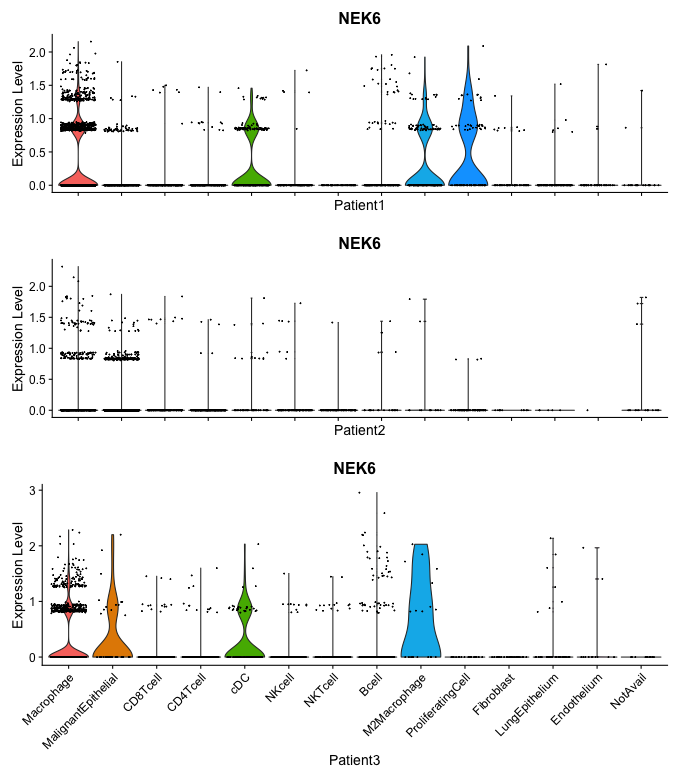 NEK6
Expression Level
2.0
1.5
1.0
0.5
0.0
Patient1
NEK6
Expression Level
2.0
1.5
1.0
0.5
0.0
Patient2
NEK6
Expression Level
3
2
1
0
Macrophage
MalignantEpithelial
CD8Tcell
CD4Tcell
cDC
NKcell
NKTcell
Bcell
M2Macrophage
ProliferatingCell
Fibroblast
LungEpithelium
Endothelium
NotAvail
Patient3